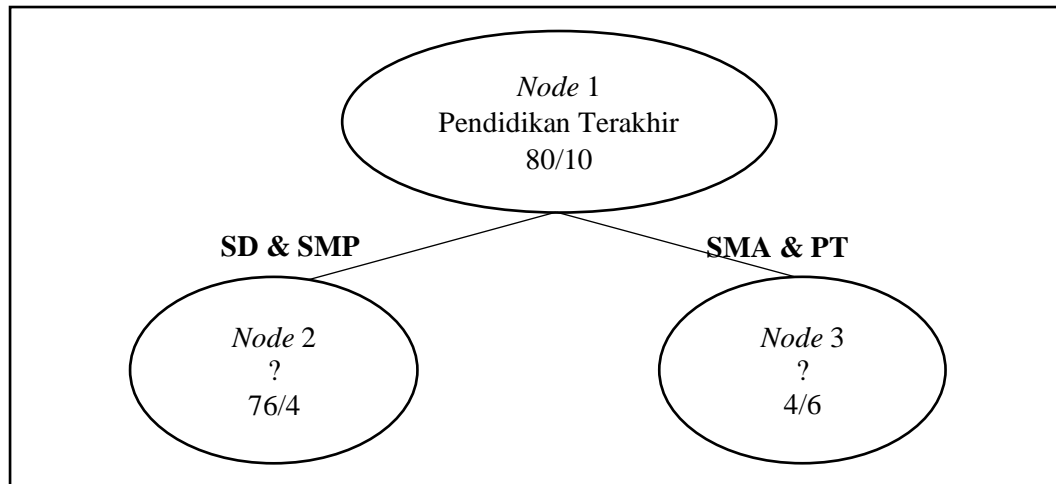 Node 1
Pendidikan Terakhir
80/10
SD & SMP
SMA & PT
Node 2
?
76/4
Node 3
?
4/6